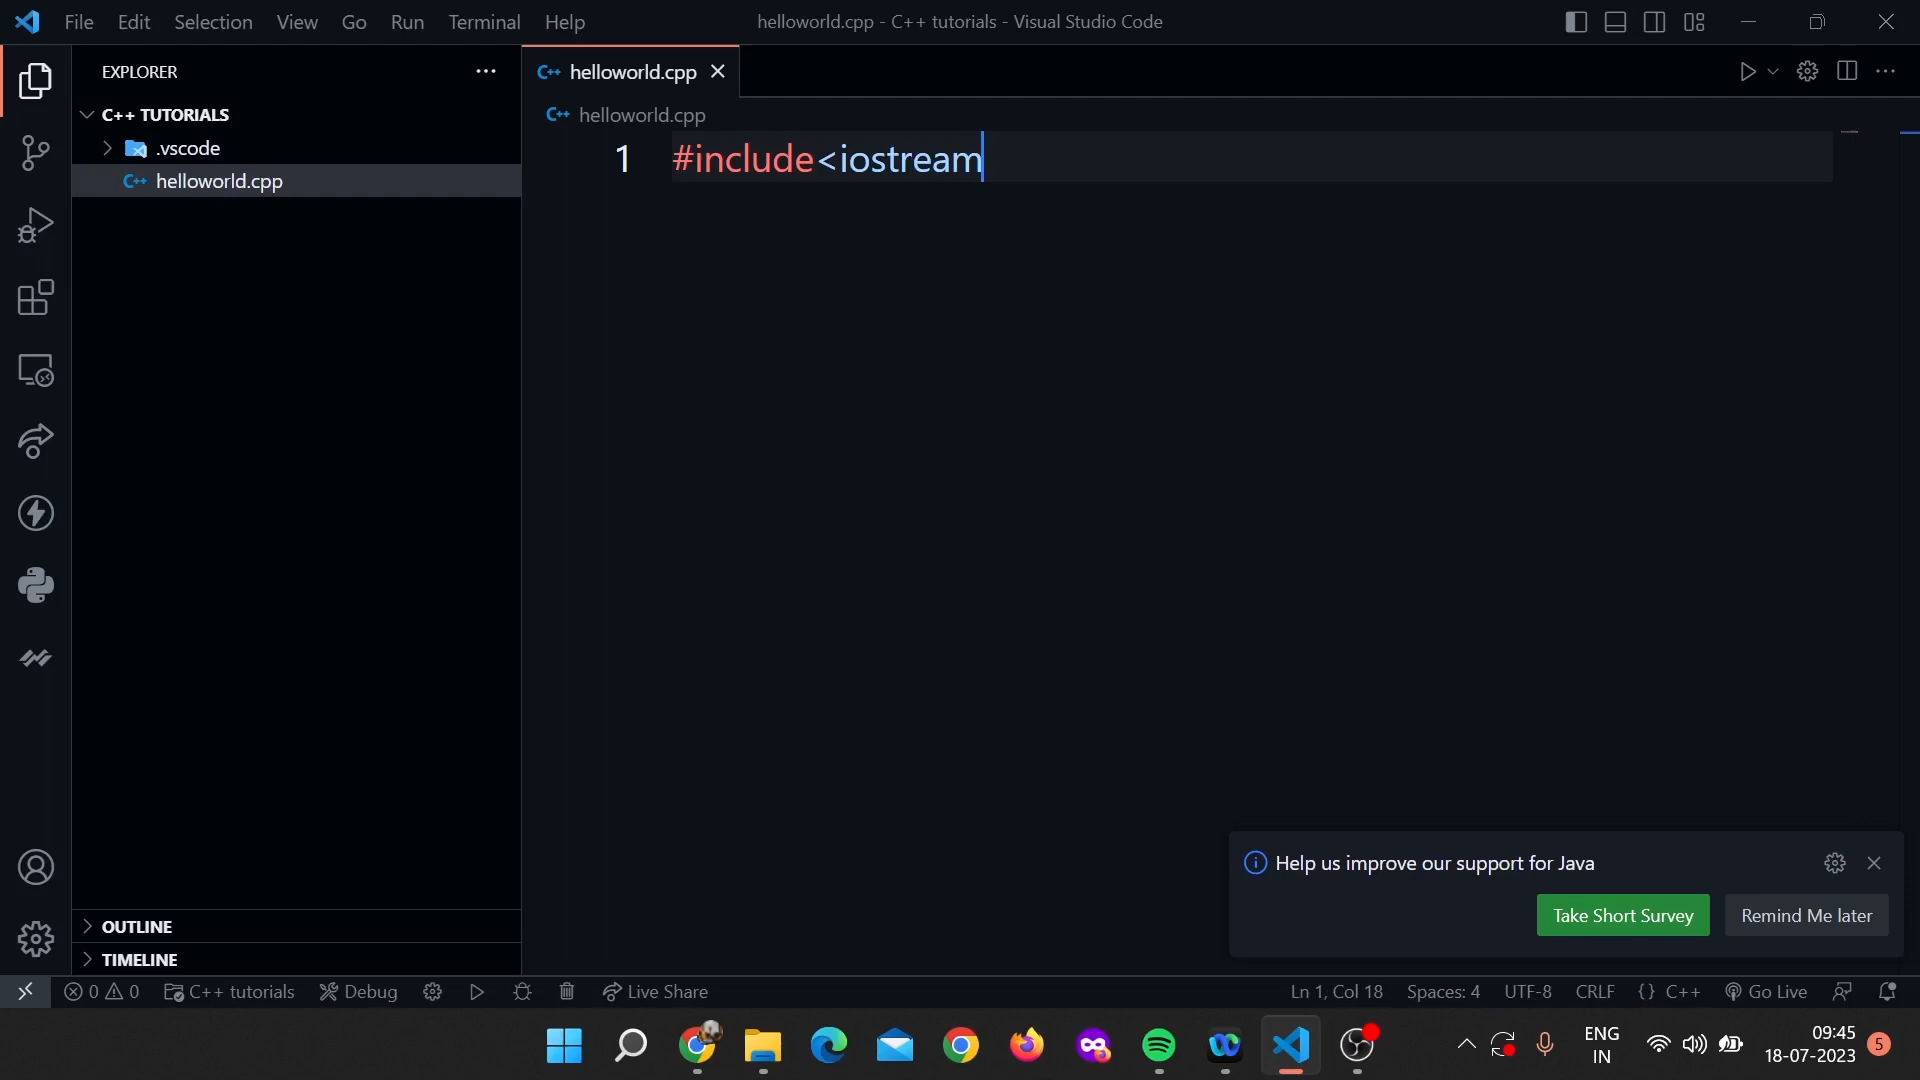 File Edit Selection View Go Run Terminal Help
helloworld.cpp - C++ tutorials - Visual Studio Code
EXPLORER
C++ helloworld.cpp
C++ TUTORIALS
C++ helloworld.cpp
.vscode
1 #include<iostream
C++ helloworld.cpp
Help us improve our support for Java
Take Short Survey Remind Me later
OUTLINE
TIMELINE
0 0 C++ tutorials Debug Live Share Ln 1, Col 18 Spaces: 4 UTF-8 CRLF {} C++ Go Live
ENG
IN
09:45
18-07-2023
5